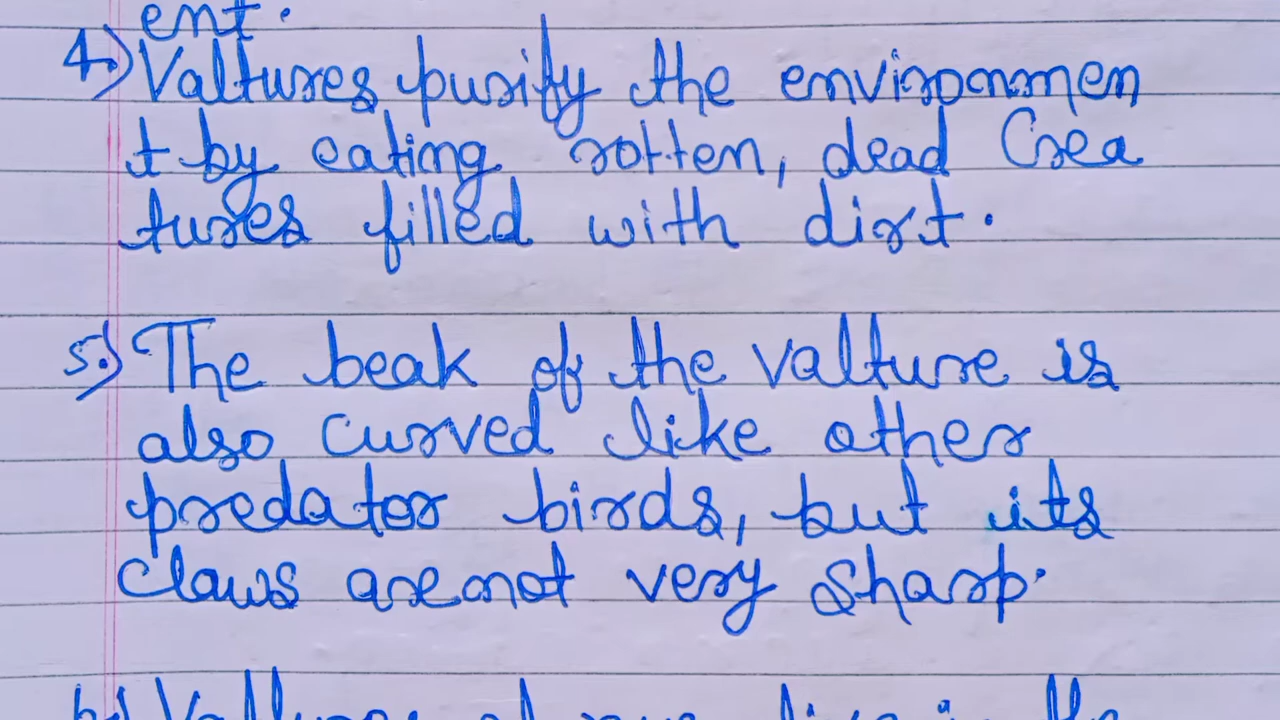 ent.
4.) Valtures purify the environmen
t by eating rotten, dead Crea
tures filled with dirt.
5.) The beak of the valture is
also curved like other
predator birds, but its
claws are not very sharp.
Valtures